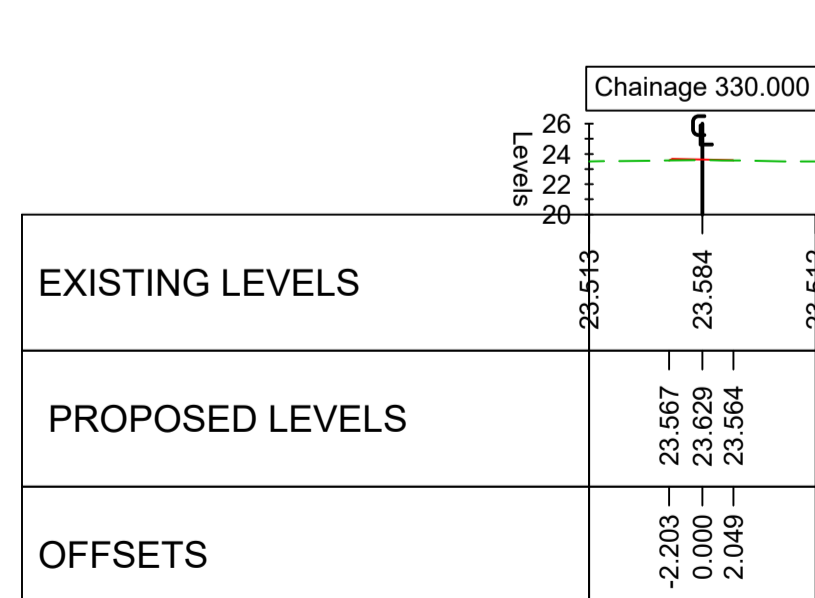 Chainage 330.000
26
24
22
20
Levels
℄
EXISTING LEVELS
23.513
23.584
PROPOSED LEVELS
23.567
23.629
23.564
OFFSETS
-2.203
0.000
2.049